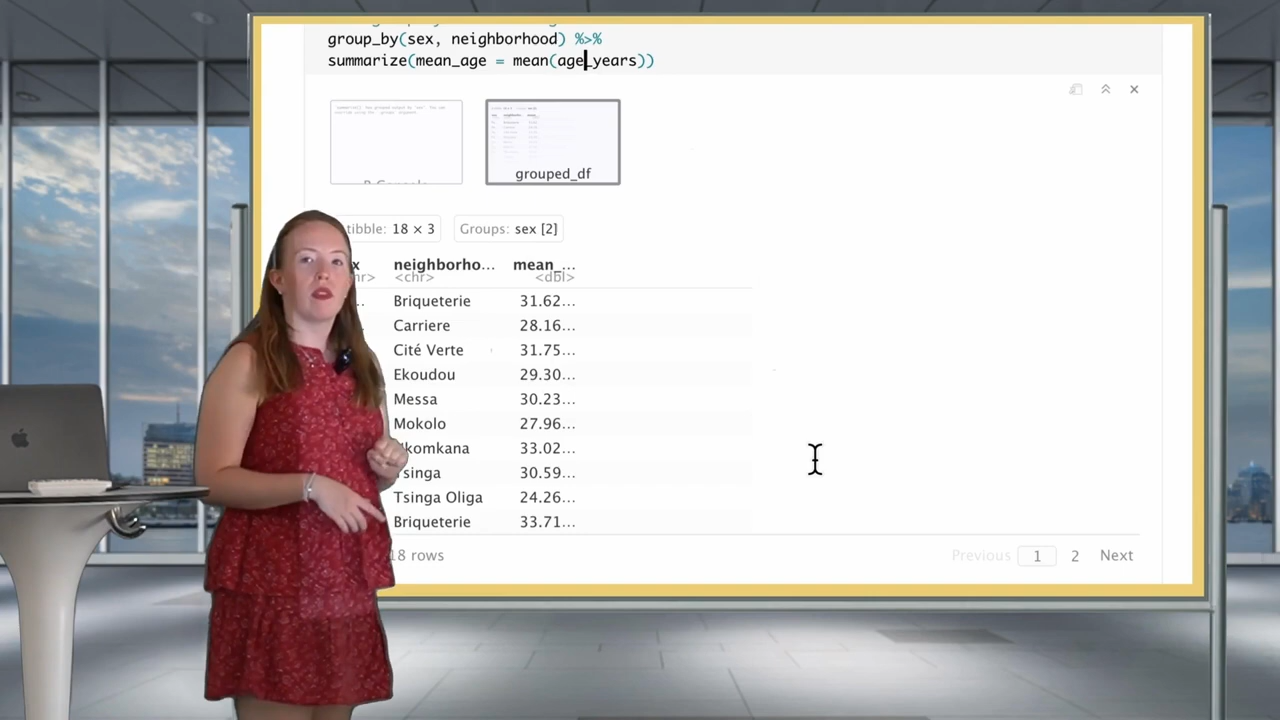 group_by(sex, neighborhood) %>%
summarize(mean_age = mean(age_years))
grouped_df
tibble: 18 × 3 Groups: sex [2]
x neighborho... mean_...
<chr> <dbl>
Briqueterie 31.62...
Carriere 28.16...
Cité Verte 31.75...
Ekoudou 29.30...
Messa 30.23...
Mokolo 27.96...
Nkomkana 33.02...
Tsinga 30.59...
Tsinga Oliga 24.26...
Briqueterie 33.71...
18 rows Previous 1 2 Next